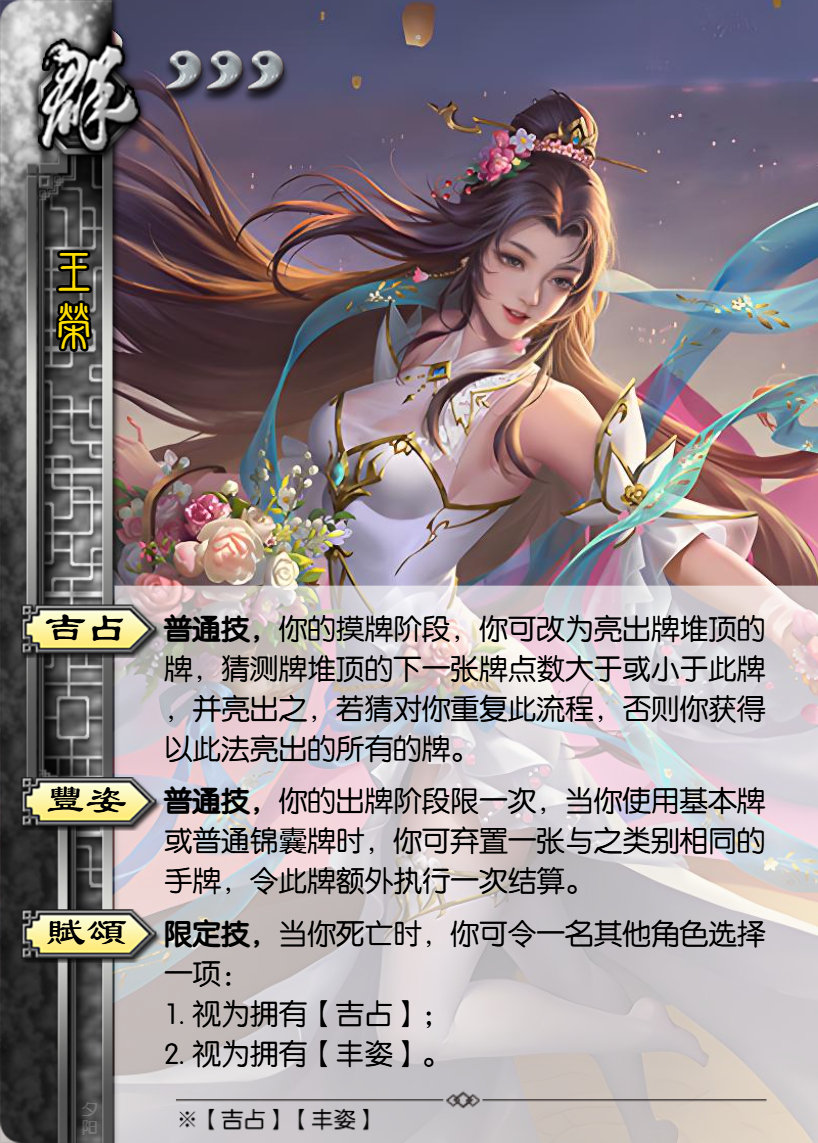 群
王榮
吉占
普通技，你的摸牌阶段，你可改为亮出牌堆顶的
牌，猜测牌堆顶的下一张牌点数大于或小于此牌
，并亮出之，若猜对你重复此流程，否则你获得
以此法亮出的所有的牌。
豐姿
普通技，你的出牌阶段限一次，当你使用基本牌
或普通锦囊牌时，你可弃置一张与之类别相同的
手牌，令此牌额外执行一次结算。
賦頌
限定技，当你死亡时，你可令一名其他角色选择
一项：
1. 视为拥有【吉占】；
2. 视为拥有【丰姿】。
※【吉占】【丰姿】
夕阳